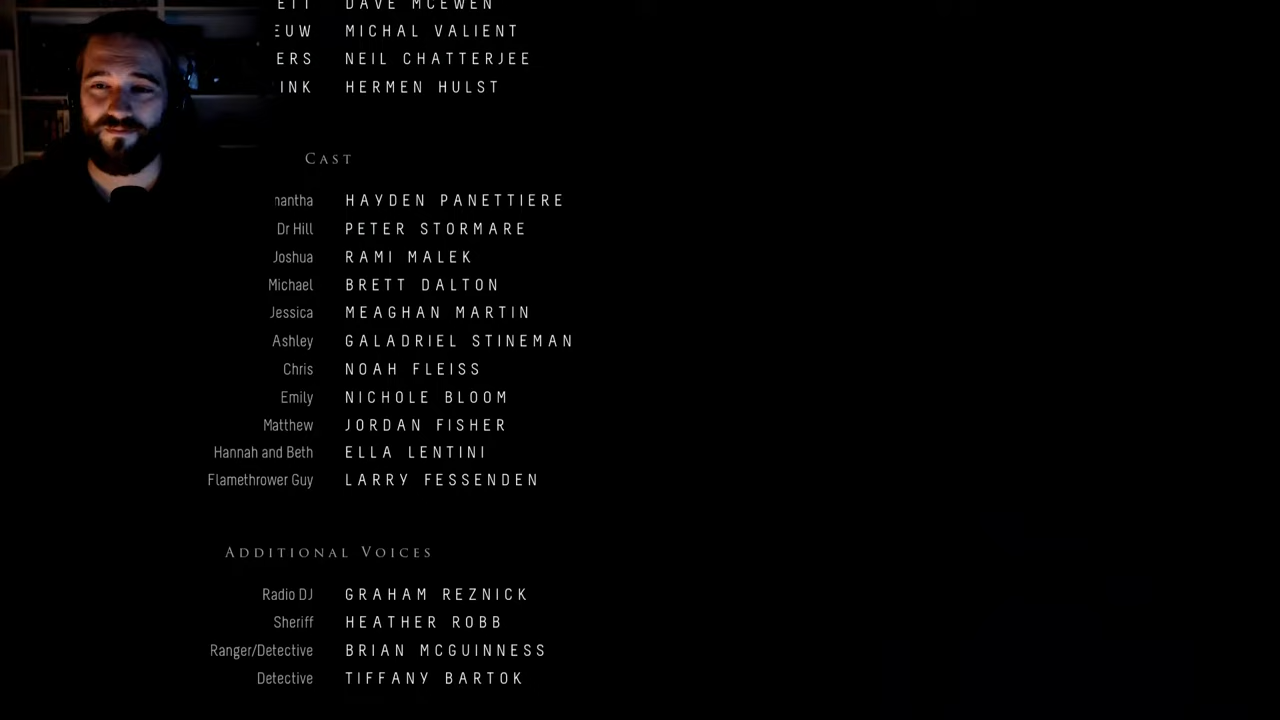 DAVE MCEWEN
MICHAL VALIENT
NEIL CHATTERJEE
HERMEN HULST
CAST
HAYDEN PANETTIERE
Dr Hill PETER STORMARE
Joshua RAMI MALEK
Michael BRETT DALTON
Jessica MEAGHAN MARTIN
Ashley GALADRIEL STINEMAN
Chris NOAH FLEISS
Emily NICHOLE BLOOM
Matthew JORDAN FISHER
Hannah and Beth ELLA LENTINI
Flamethrower Guy LARRY FESSENDEN
ADDITIONAL VOICES
Radio DJ GRAHAM REZNICK
Sheriff HEATHER ROBB
Ranger/Detective BRIAN MCGUINNESS
Detective TIFFANY BARTOK